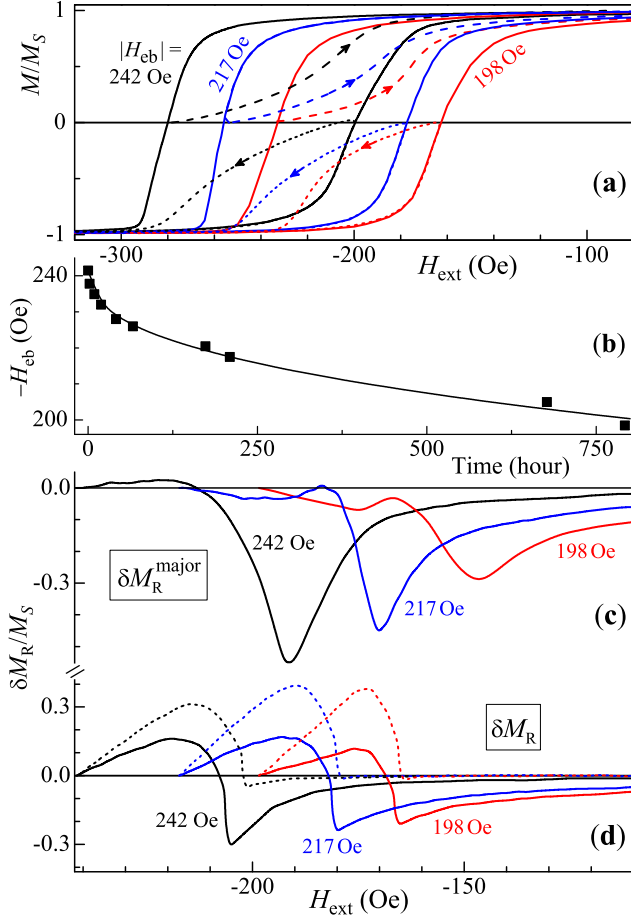 1
0
-1
M/M_S
|H_eb| =
242 Oe
217 Oe
198 Oe
(a)
-300
-200
-100
H_ext (Oe)
240
200
−H_eb (Oe)
(b)
0
250
500
750
Time (hour)
0.0
-0.3
242 Oe
198 Oe
217 Oe
δM_R^major
(c)
δM_R/M_S
0.3
0.0
-0.3
δM_R
242 Oe
217 Oe
198 Oe
(d)
-200
-150
H_ext (Oe)